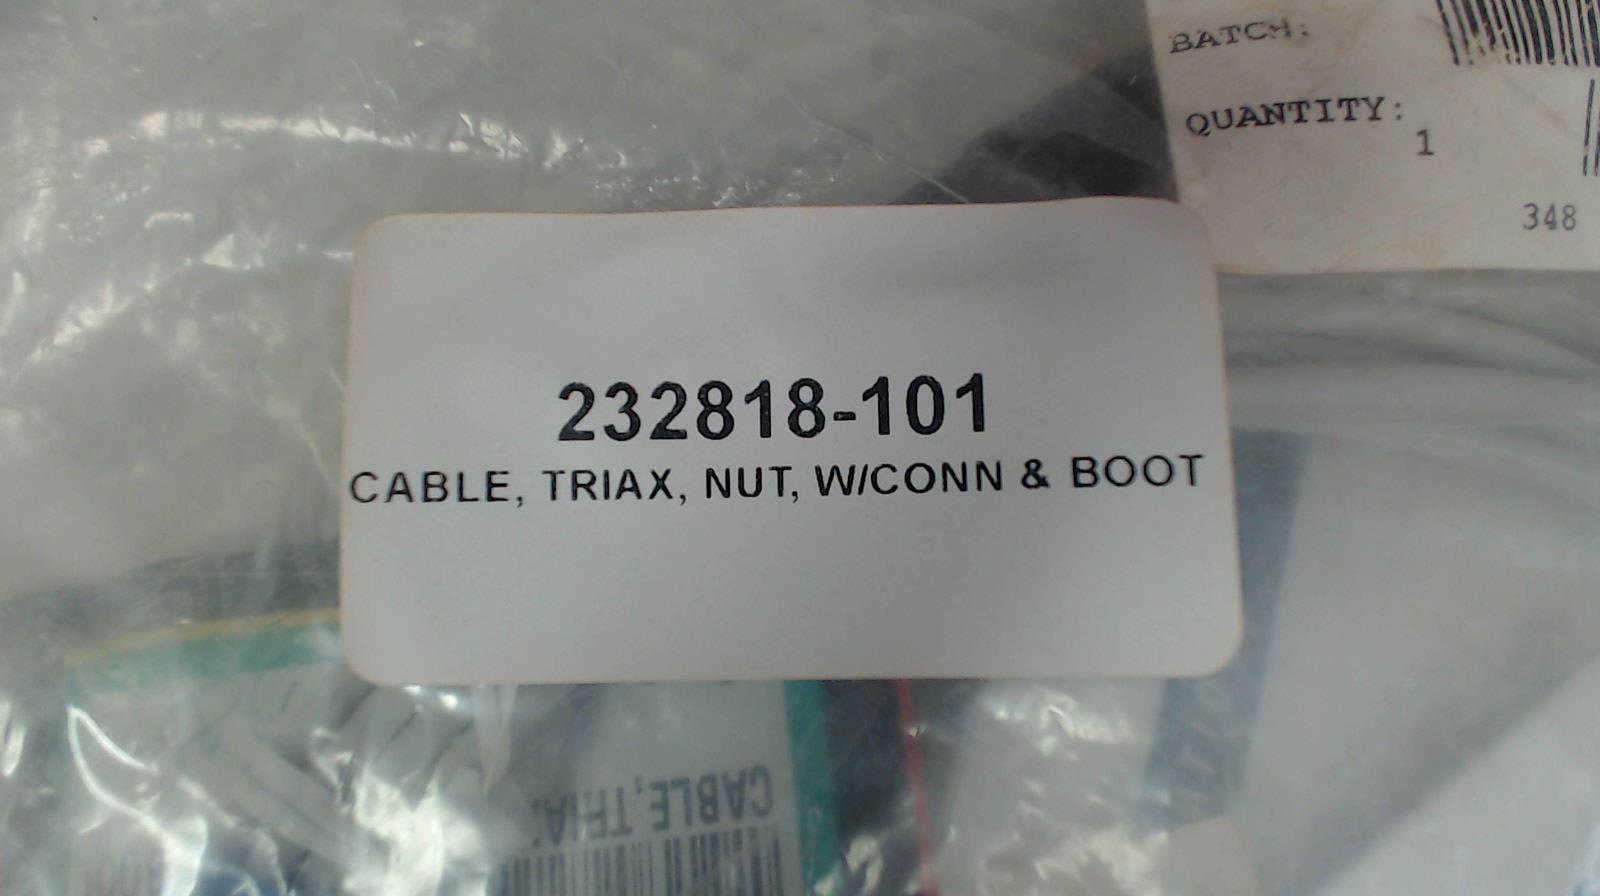 BATCH:
QUANTITY:
1
348
232818-101
CABLE, TRIAX, NUT, W/CONN & BOOT
CABLE,TRIA